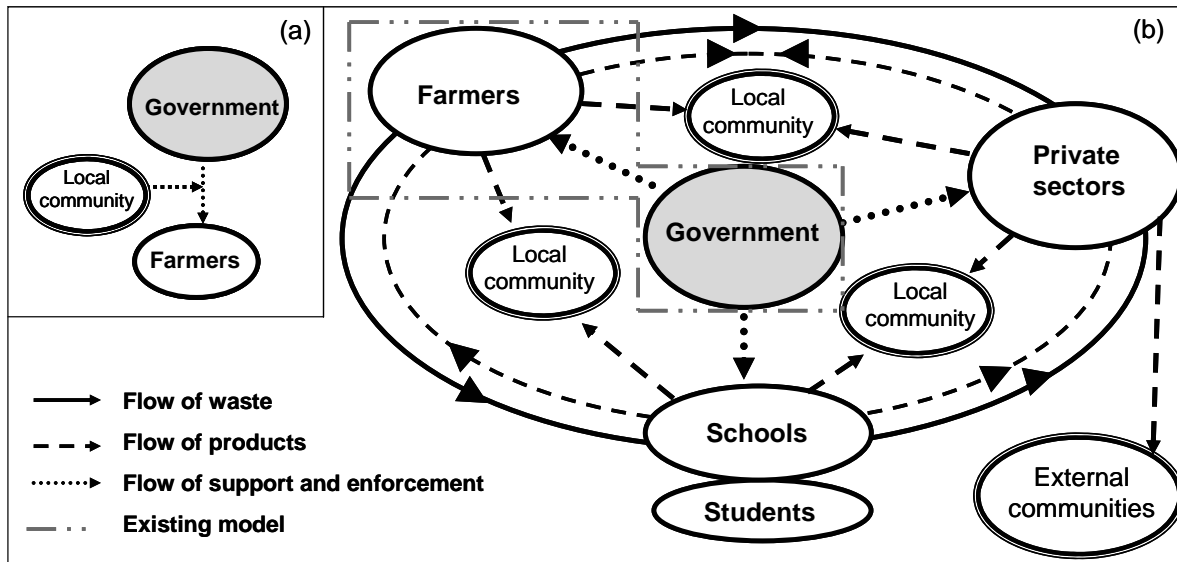 (a)
Government
Local
community
Farmers
(b)
Farmers
Local
community
Private
sectors
Government
Local
community
Local
community
Schools
Students
External
communities
Flow of waste
Flow of products
Flow of support and enforcement
Existing model